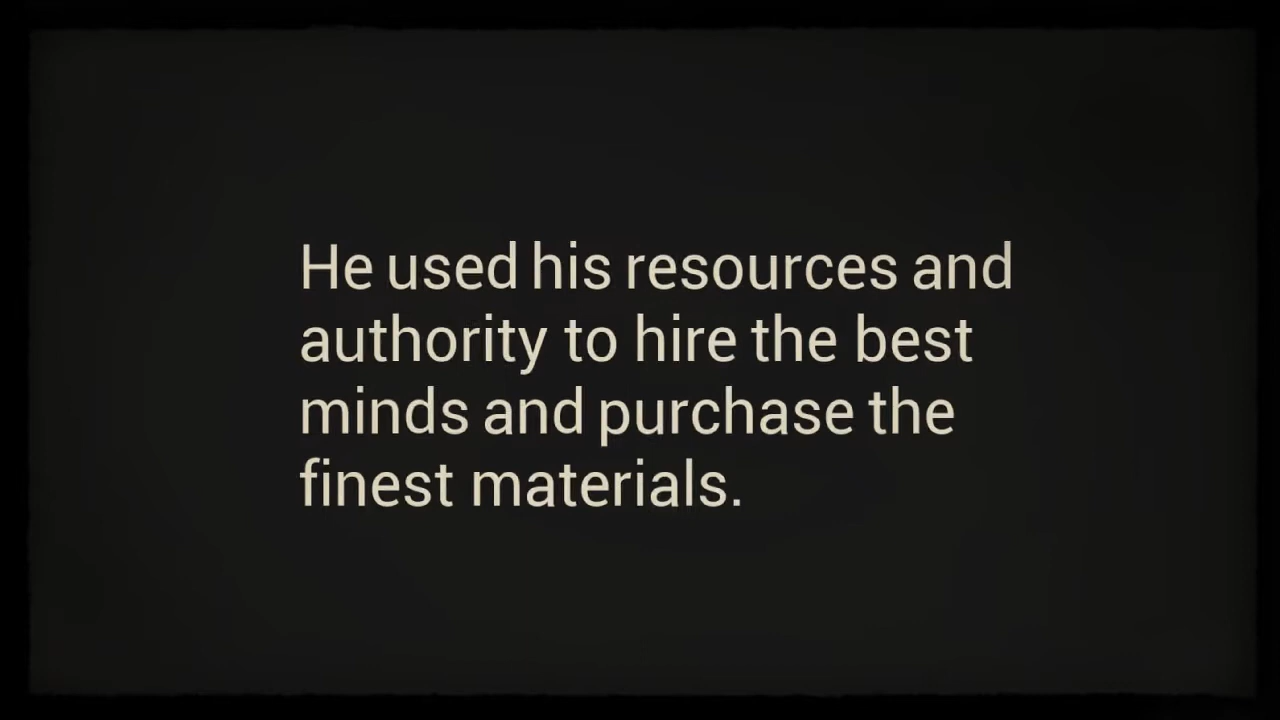 He used his resources and
authority to hire the best
minds and purchase the
finest materials.